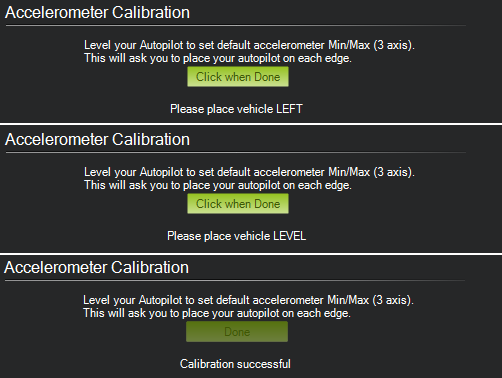 Accelerometer Calibration
Level your Autopilot to set default accelerometer Min/Max (3 axis).
This will ask you to place your autopilot on each edge.
Click when Done
Please place vehicle LEFT
Accelerometer Calibration
Level your Autopilot to set default accelerometer Min/Max (3 axis).
This will ask you to place your autopilot on each edge.
Click when Done
Please place vehicle LEVEL
Accelerometer Calibration
Level your Autopilot to set default accelerometer Min/Max (3 axis).
This will ask you to place your autopilot on each edge.
Done
Calibration successful